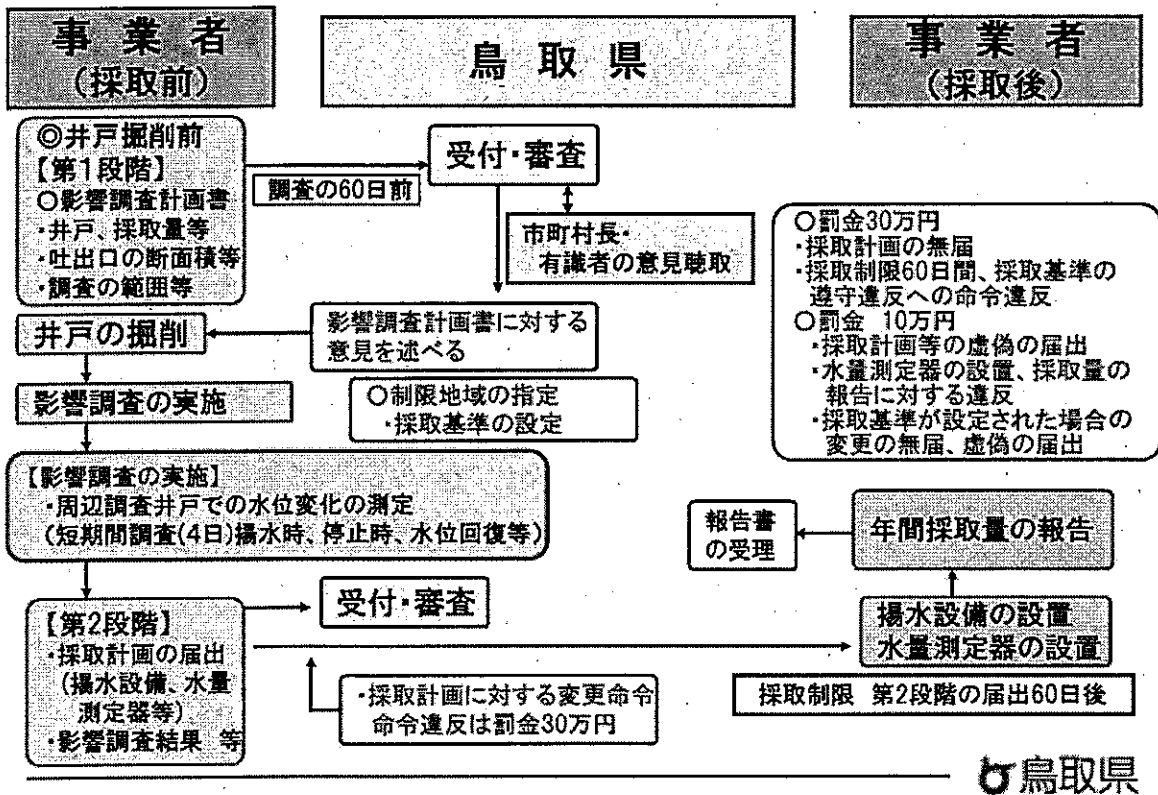 事業者
(採取前)
鳥取県
事業者
(採取後)
◎井戸掘削前
【第1段階】
○影響調査計画書
・井戸、採取量等
・吐出口の断面積等
・調査の範囲等
調査の60日前
受付・審査
市町村長・
有識者の意見聴取
井戸の掘削
影響調査計画書に対する
意見を述べる
影響調査の実施
○制限地域の指定
・採取基準の設定
【影響調査の実施】
・周辺調査井戸での水位変化の測定
(短期間調査(4日)揚水時、停止時、水位回復等)
【第2段階】
・採取計画の届出
(揚水設備、水量
測定器等)
・影響調査結果 等
受付・審査
・採取計画に対する変更命令
命令違反は罰金30万円
○罰金30万円
・採取計画の無届
・採取制限60日間、採取基準の
遵守違反への命令違反
○罰金 10万円
・採取計画等の虚偽の届出
・水量測定器の設置、採取量の
報告に対する違反
・採取基準が設定された場合の
変更の無届、虚偽の届出
報告書
の受理
年間採取量の報告
揚水設備の設置
水量測定器の設置
採取制限 第2段階の届出60日後
鳥取県